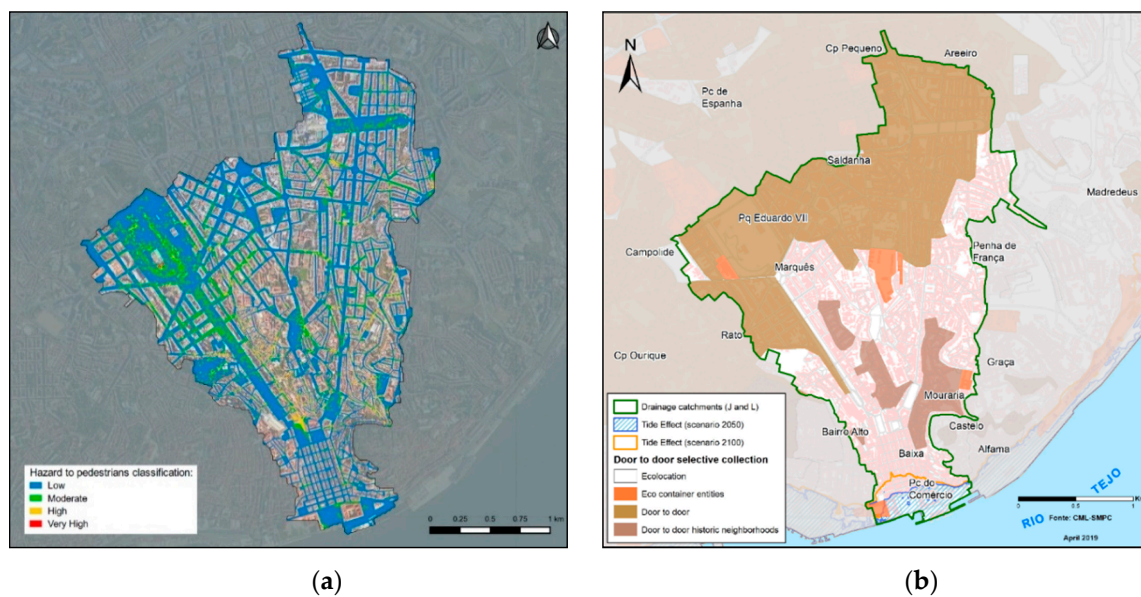 Hazard to pedestrians classification:
Low
Moderate
High
Very High
0 0.25 0.5 0.75 1 km
(a)
N
Cp Pequeno
Areeiro
Pc de
Espanha
Saldanha
Madredeus
Pq Eduardo VII
Campolide
Penha de
França
Marquês
Rato
Cp Ourique
Graça
Mouraria
Castelo
Bairro Alto
Alfama
Baixa
Pc do
Comércio
Drainage catchments (J and L)
Tide Effect (scenario 2050)
Tide Effect (scenario 2100)
Door to door selective collection
Ecolocation
Eco container entities
Door to door
Door to door historic neighborhoods
RIO TEJO
0 1
Fonte: CML-SMPC
April 2019
(b)